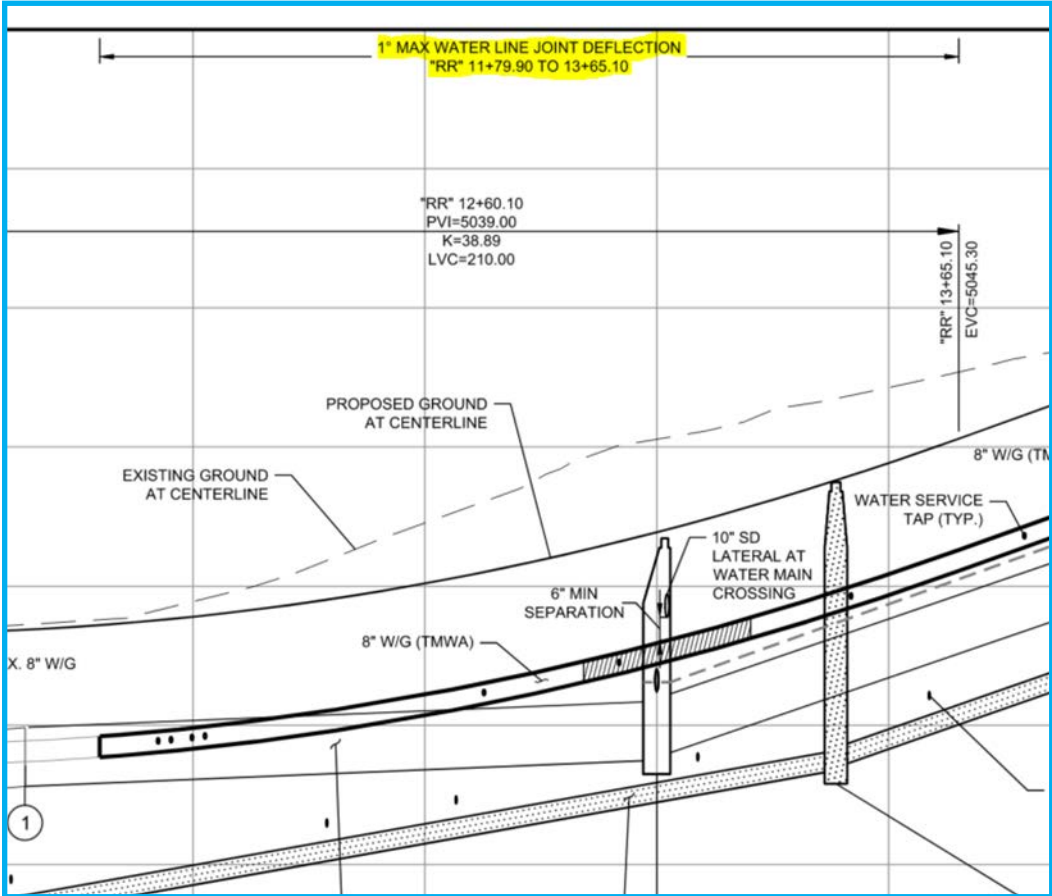 1° MAX WATER LINE JOINT DEFLECTION
"RR" 11+79.90 TO 13+65.10
"RR" 12+60.10
PVI=5039.00
K=38.89
LVC=210.00
"RR" 13+65.10
EVC=5045.30
PROPOSED GROUND
AT CENTERLINE
EXISTING GROUND
AT CENTERLINE
8" W/G (TM
WATER SERVICE
TAP (TYP.)
10" SD
LATERAL AT
WATER MAIN
CROSSING
6" MIN
SEPARATION
8" W/G (TMWA)
X. 8" W/G
1